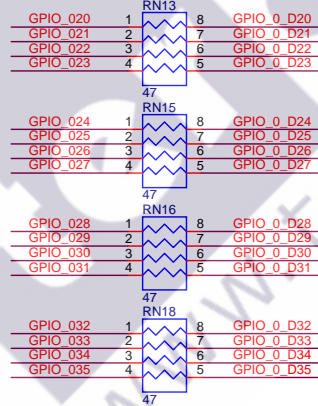 RN13
GPIO_020 1 8 GPIO_0_D20
GPIO_021 2 7 GPIO_0_D21
GPIO_022 3 6 GPIO_0_D22
GPIO_023 4 5 GPIO_0_D23
47
RN15
GPIO_024 1 8 GPIO_0_D24
GPIO_025 2 7 GPIO_0_D25
GPIO_026 3 6 GPIO_0_D26
GPIO_027 4 5 GPIO_0_D27
47
RN16
GPIO_028 1 8 GPIO_0_D28
GPIO_029 2 7 GPIO_0_D29
GPIO_030 3 6 GPIO_0_D30
GPIO_031 4 5 GPIO_0_D31
47
RN18
GPIO_032 1 8 GPIO_0_D32
GPIO_033 2 7 GPIO_0_D33
GPIO_034 3 6 GPIO_0_D34
GPIO_035 4 5 GPIO_0_D35
47